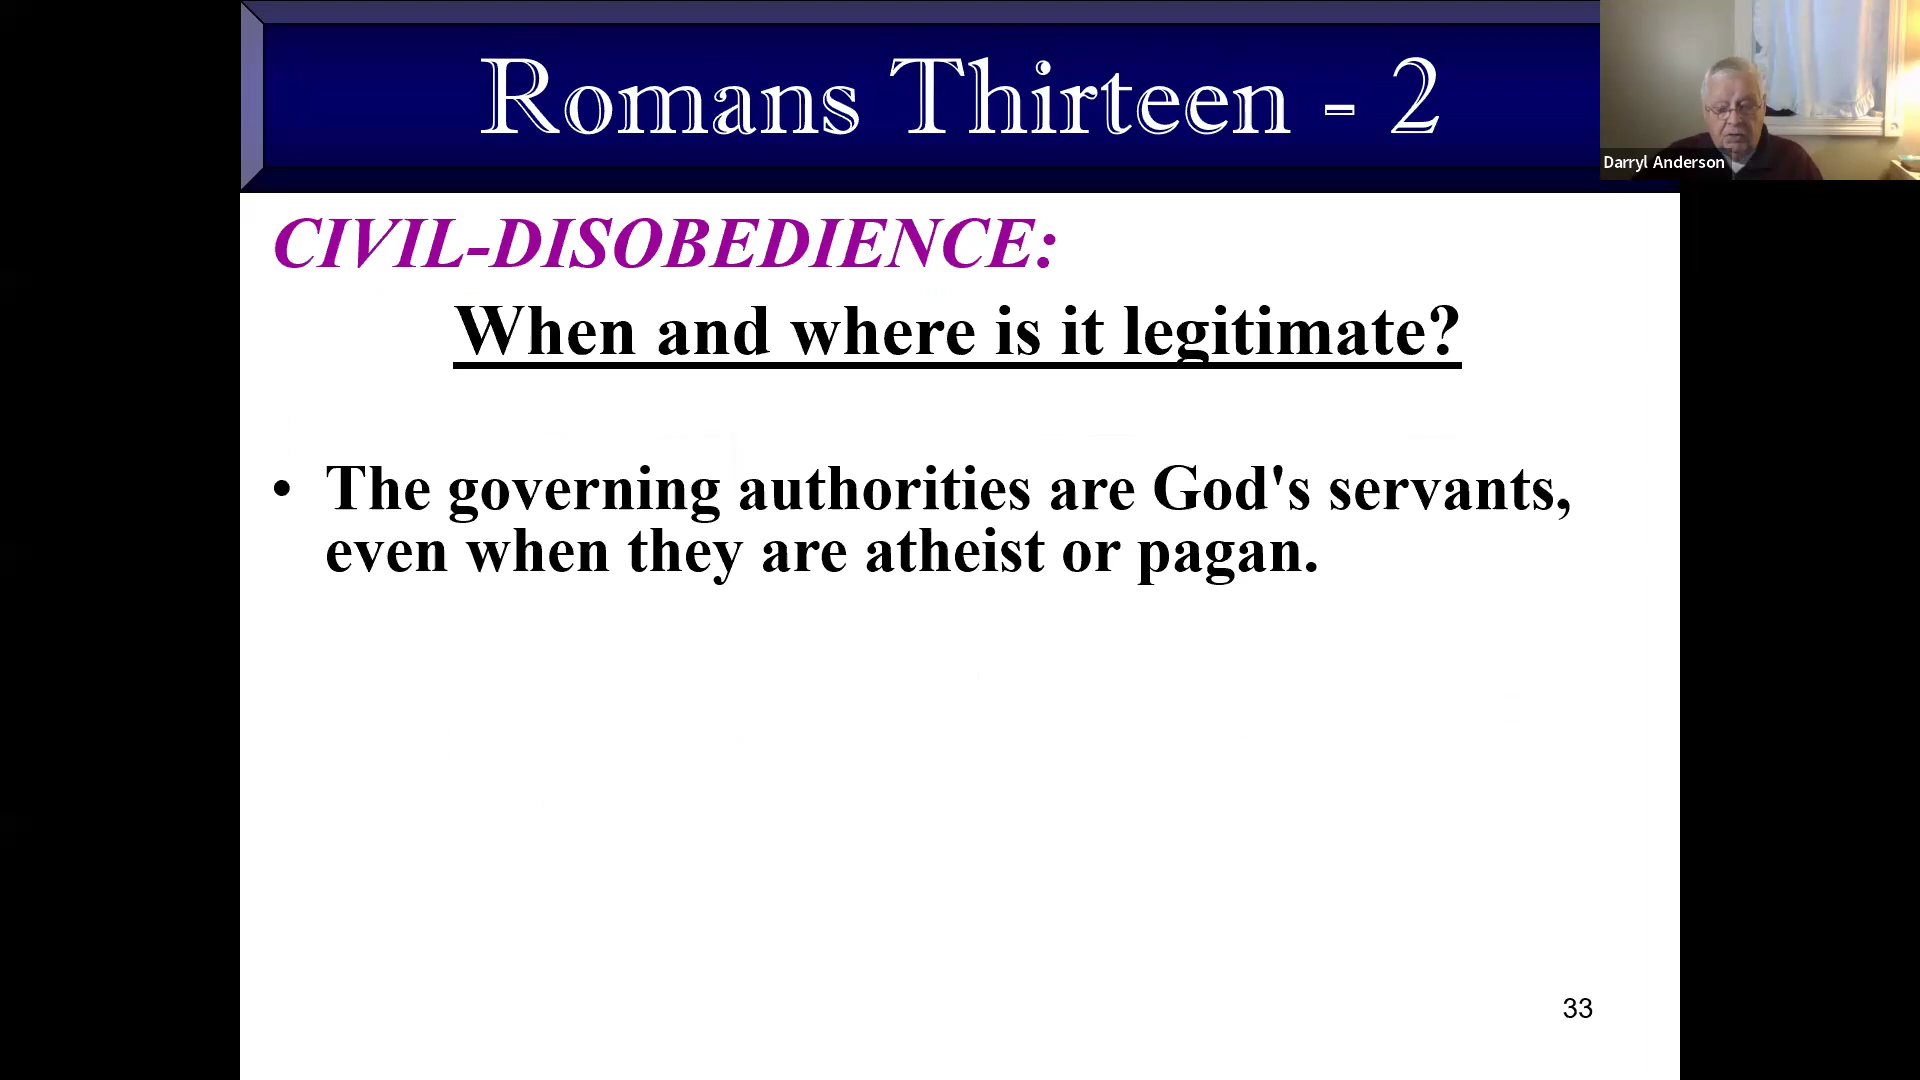 Romans Thirteen - 2
Darryl Anderson
CIVIL-DISOBEDIENCE:
When and where is it legitimate?
• The governing authorities are God's servants,
even when they are atheist or pagan.
33